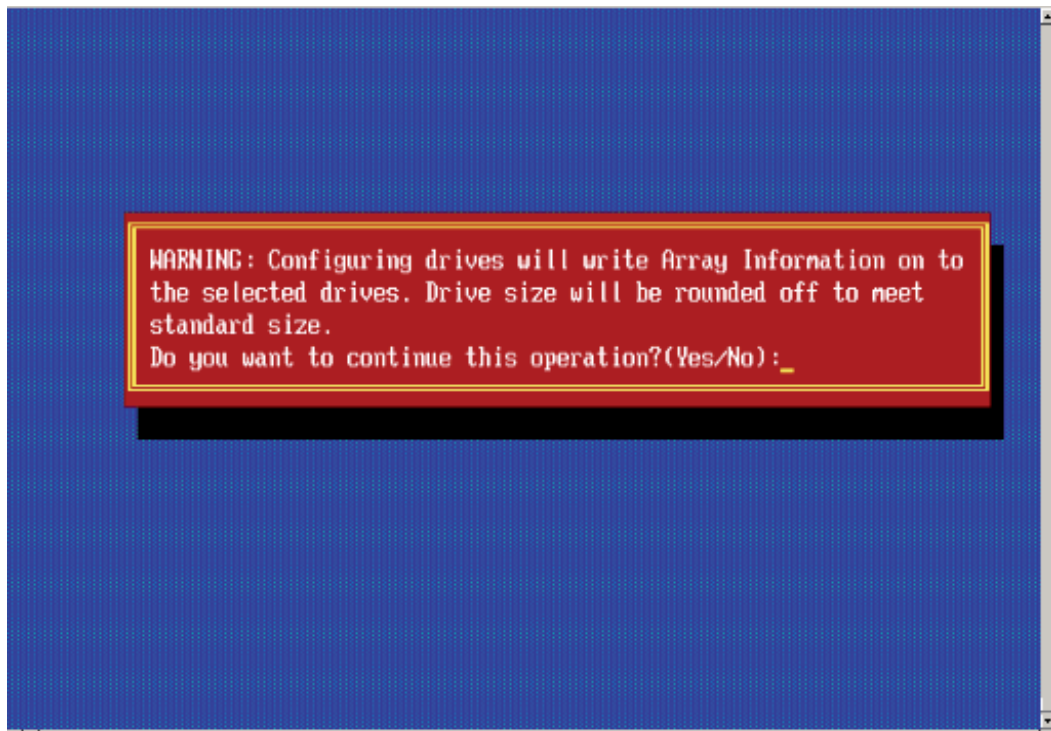 WARNING: Configuring drives will write Array Information on to
the selected drives. Drive size will be rounded off to meet
standard size.
Do you want to continue this operation?(Yes/No):_